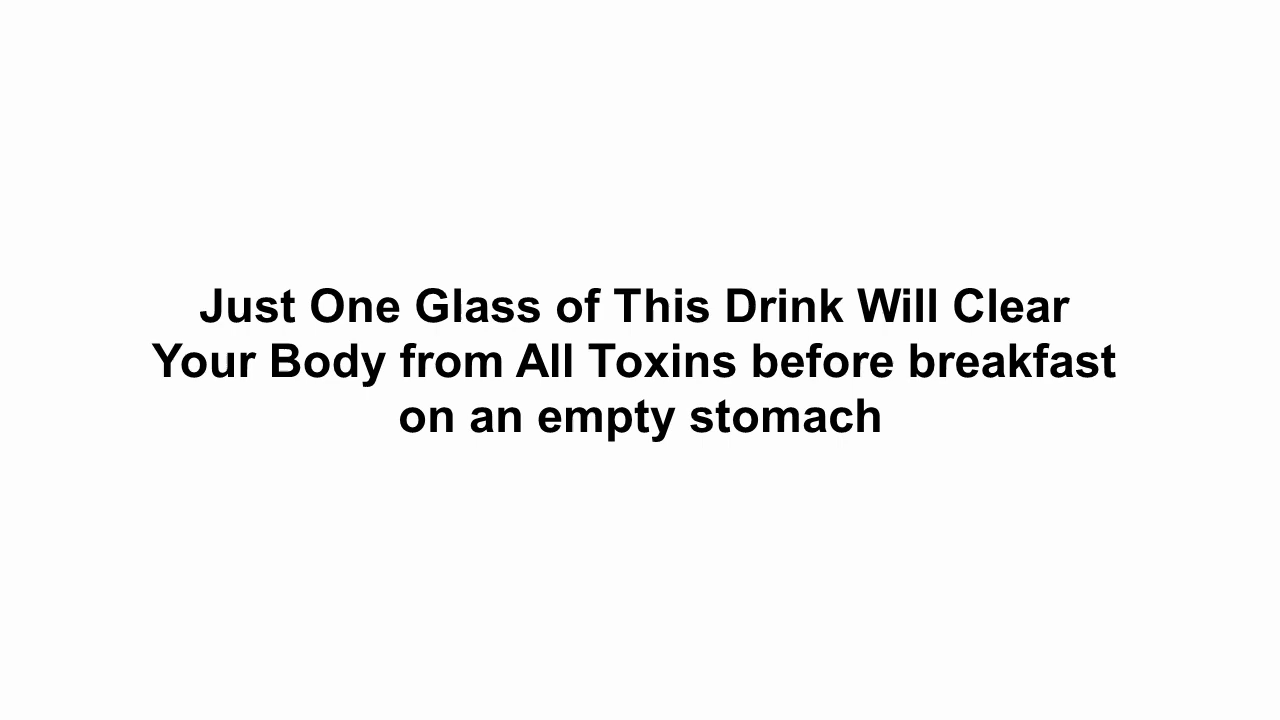 Just One Glass of This Drink Will Clear
Your Body from All Toxins before breakfast
on an empty stomach